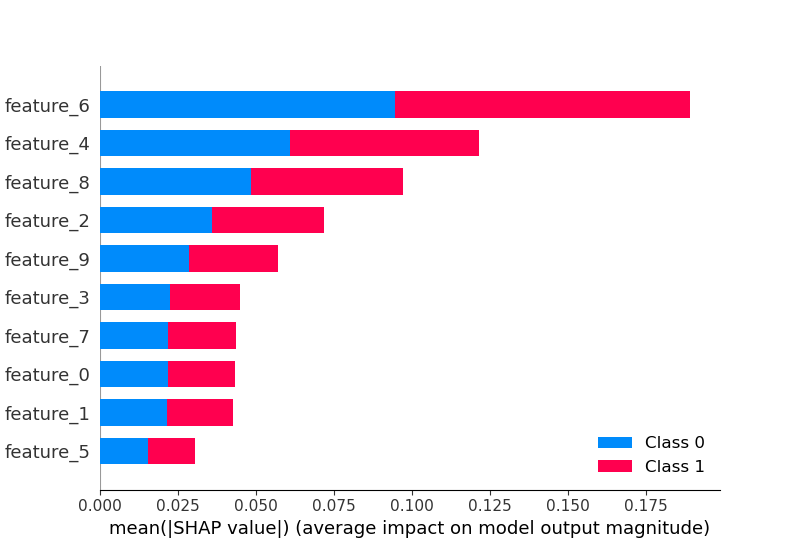 feature_6
feature_4
feature_8
feature_2
feature_9
feature_3
feature_7
feature_0
feature_1
feature_5
Class 0
Class 1
0.000 0.025 0.050 0.075 0.100 0.125 0.150 0.175
mean(|SHAP value|) (average impact on model output magnitude)